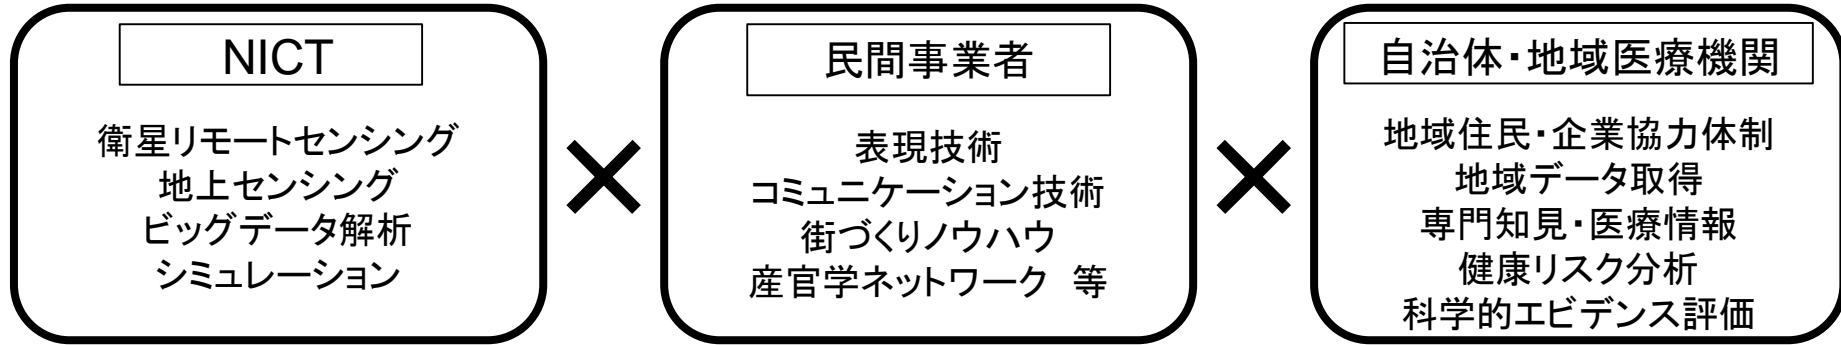 NICT
衛星リモートセンシング
地上センシング
ビッグデータ解析
シミュレーション
×
民間事業者
表現技術
コミュニケーション技術
街づくりノウハウ
産官学ネットワーク 等
×
自治体・地域医療機関
地域住民・企業協力体制
地域データ取得
専門知見・医療情報
健康リスク分析
科学的エビデンス評価